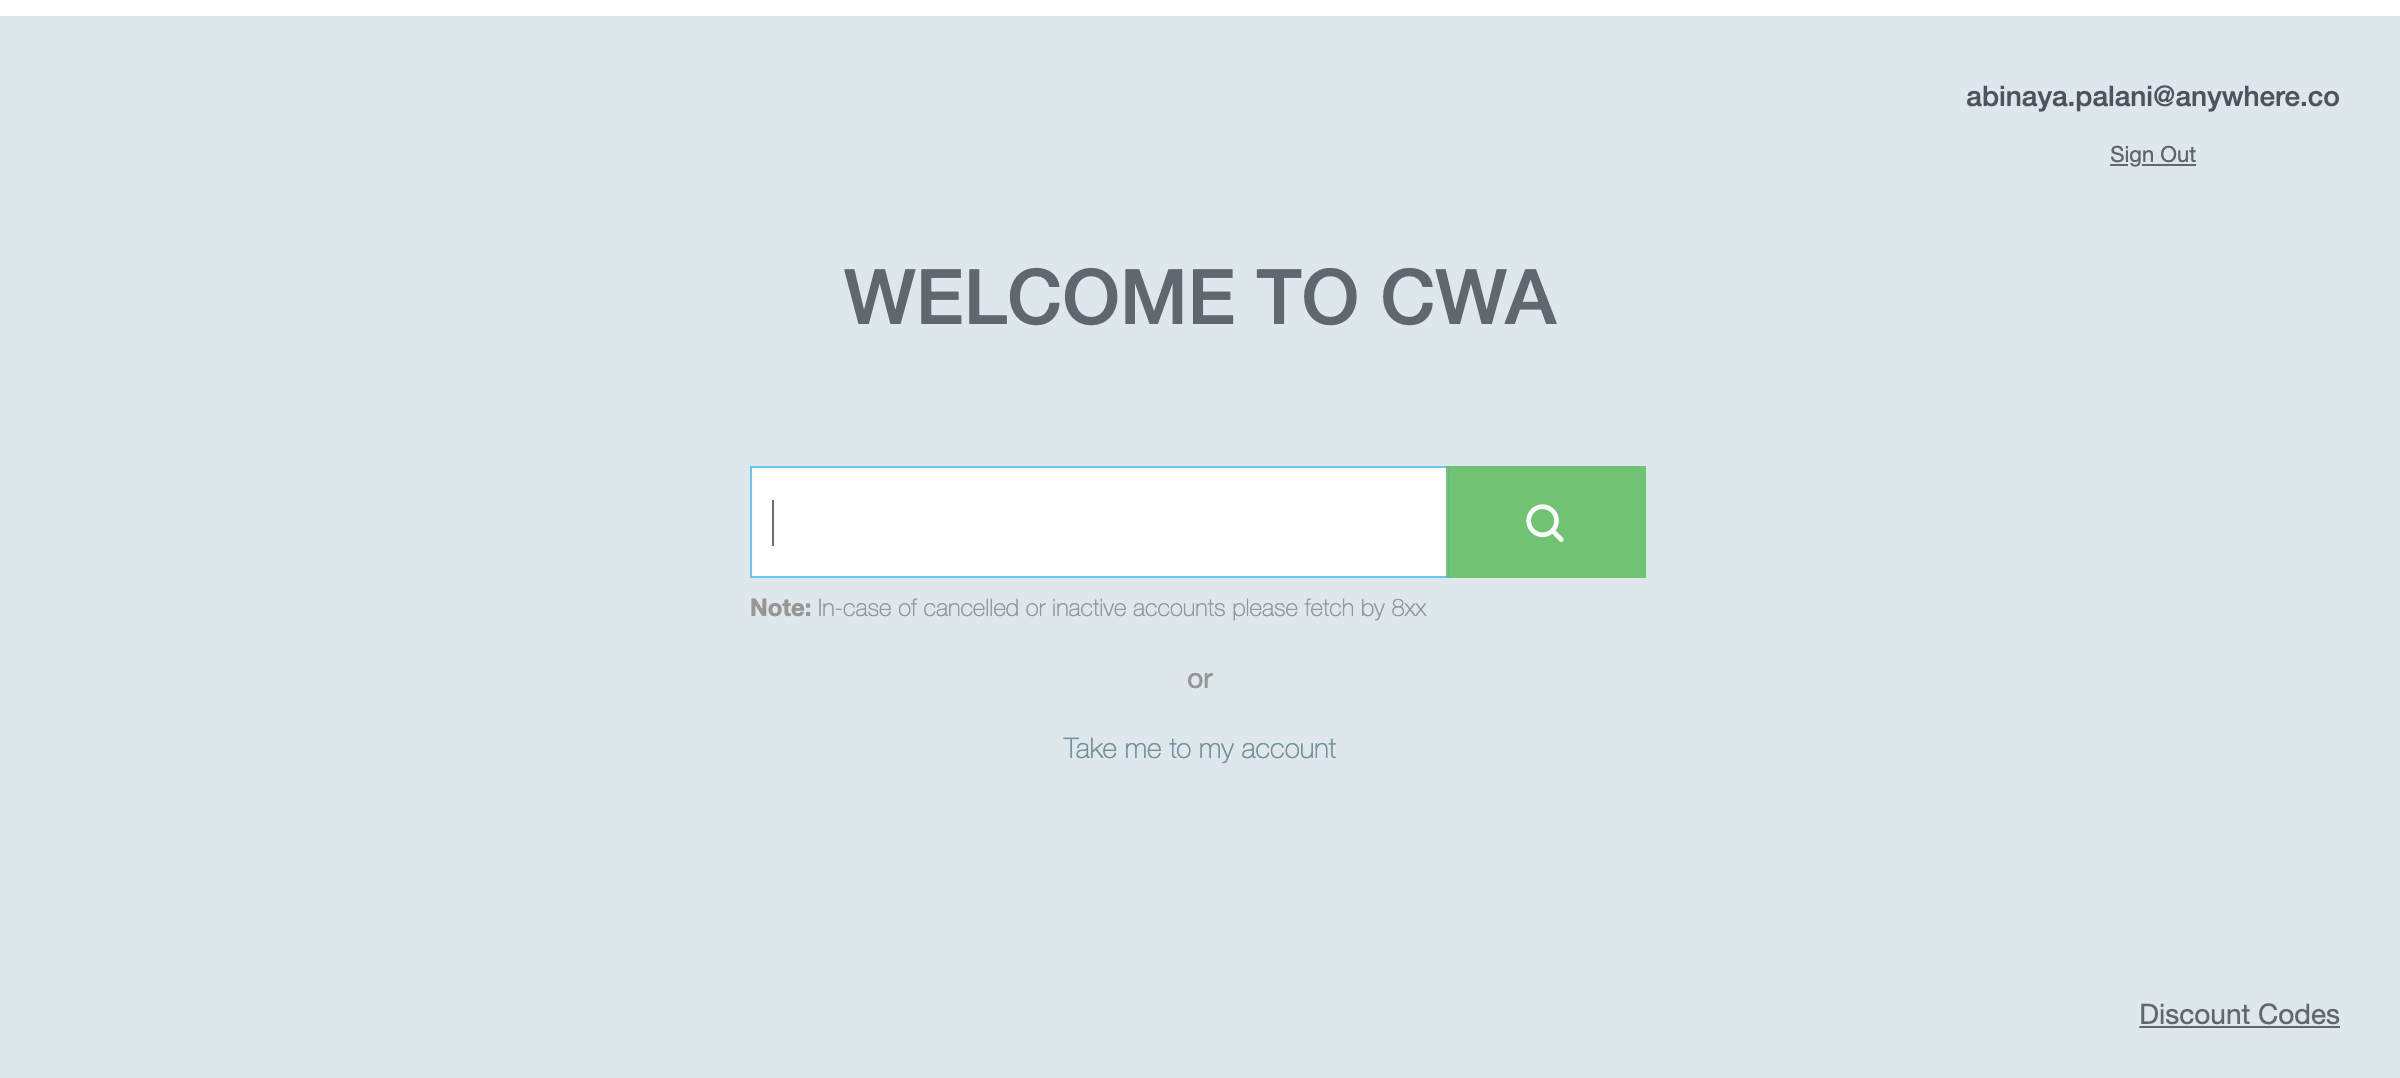 abinaya.palani@anywhere.co
Sign Out
WELCOME TO CWA
Note: In-case of cancelled or inactive accounts please fetch by 8xx
or
Take me to my account
Discount Codes